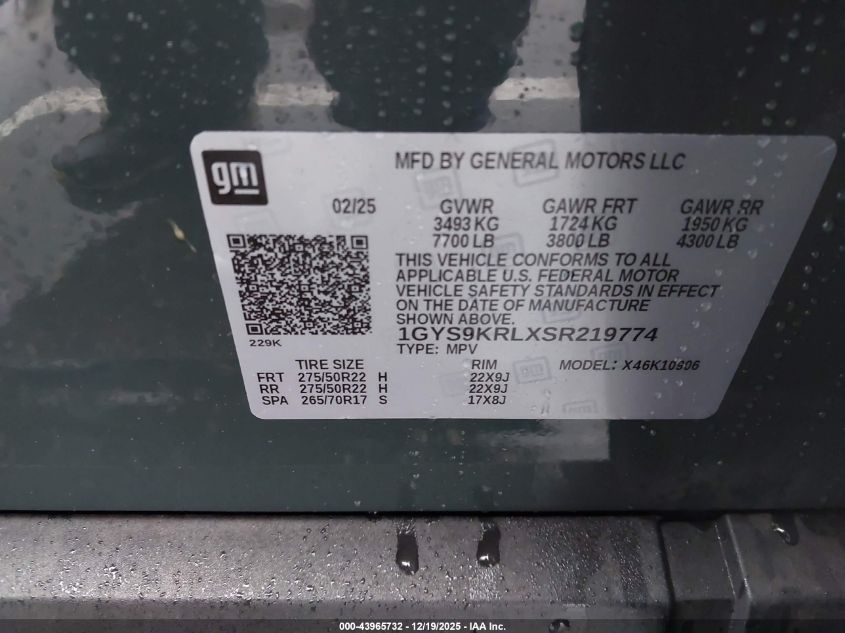 gm
MFD BY GENERAL MOTORS LLC
02/25 GVWR GAWR FRT GAWR RR
3493 KG 1724 KG 1950 KG
7700 LB 3800 LB 4300 LB
THIS VEHICLE CONFORMS TO ALL
APPLICABLE U.S. FEDERAL MOTOR
VEHICLE SAFETY STANDARDS IN EFFECT
ON THE DATE OF MANUFACTURE
SHOWN ABOVE.
229K
1GYS9KRLXSR219774
TYPE: MPV
TIRE SIZE RIM MODEL:
FRT 275/50R22 H 22X9J
RR 275/50R22 H 22X9J
SPA 265/70R17 S 17X8J
000-43965732 - 12/19/2025 - IAA Inc.